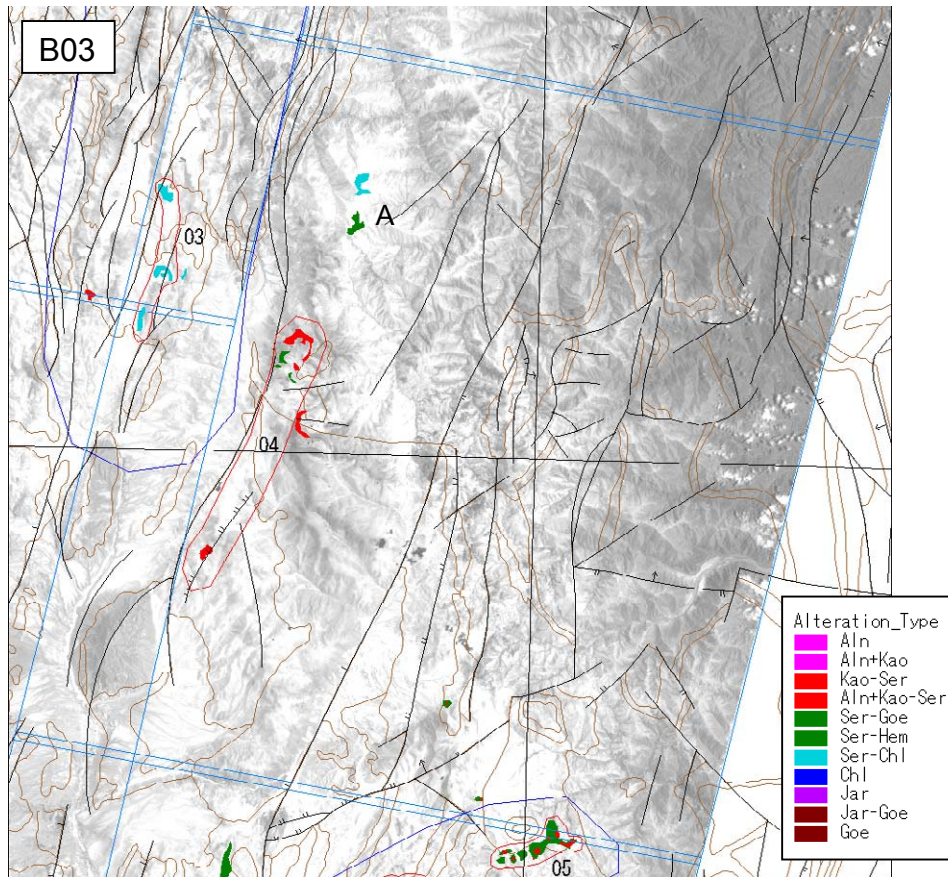 B03
A
03
04
05
Alteration_Type
Aln
Aln+Kao
Kao-Ser
Aln+Kao-Ser
Ser-Goe
Ser-Hem
Ser-Chl
Chl
Jar
Jar-Goe
Goe